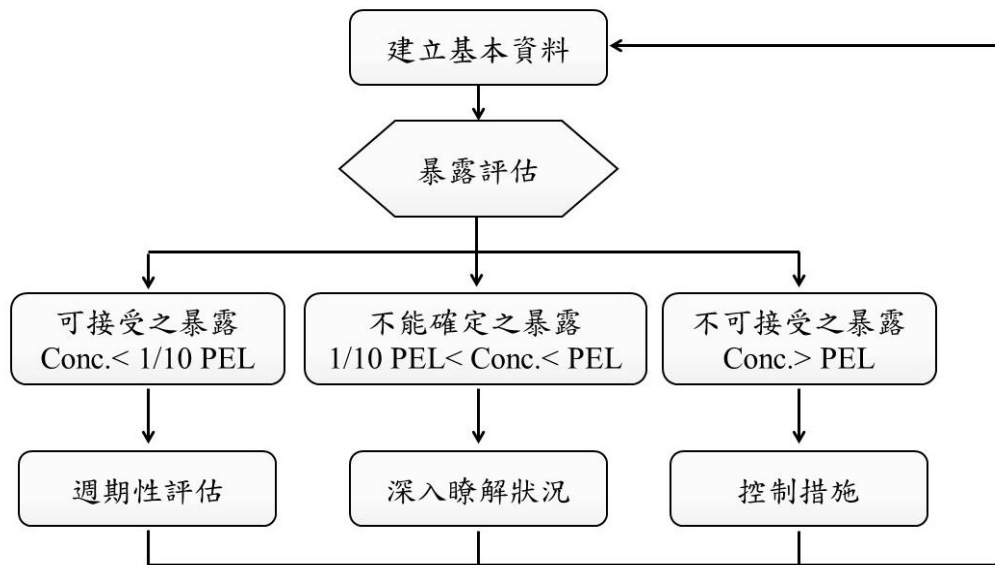 建立基本資料
暴露評估
可接受之暴露
Conc.< 1/10 PEL
不能確定之暴露
1/10 PEL< Conc.< PEL
不可接受之暴露
Conc.> PEL
週期性評估
深入瞭解狀況
控制措施